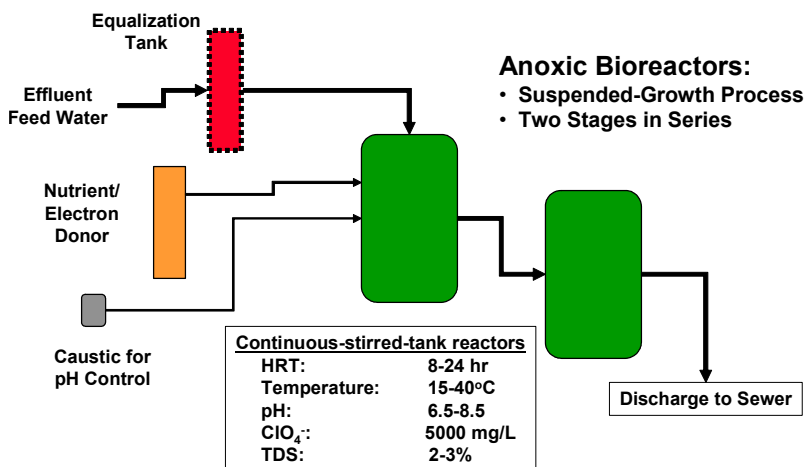 Equalization
Tank
Effluent
Feed Water
Anoxic Bioreactors:
• Suspended-Growth Process
• Two Stages in Series
Nutrient/
Electron
Donor
Caustic for
pH Control
Continuous-stirred-tank reactors
HRT: 8-24 hr
Temperature: 15-40ºC
pH: 6.5-8.5
ClO₄⁻: 5000 mg/L
TDS: 2-3%
Discharge to Sewer